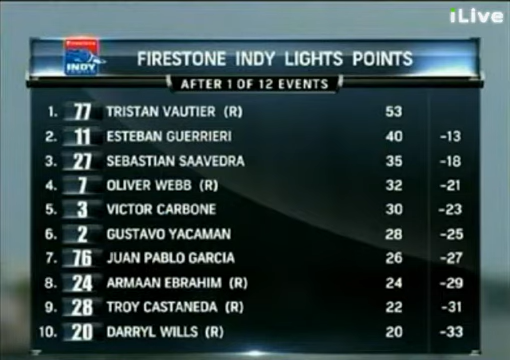 iLive
INDY
FIRESTONE INDY LIGHTS POINTS
AFTER 1 OF 12 EVENTS
1. 77 TRISTAN VAUTIER (R) 53
2. 11 ESTEBAN GUERRIERI 40 -13
3. 27 SEBASTIAN SAAVEDRA 35 -18
4. 7 OLIVER WEBB (R) 32 -21
5. 3 VICTOR CARBONE 30 -23
6. 2 GUSTAVO YACAMAN 28 -25
7. 76 JUAN PABLO GARCIA 26 -27
8. 24 ARMAAN EBRAHIM (R) 24 -29
9. 28 TROY CASTANEDA (R) 22 -31
10. 20 DARRYL WILLS (R) 20 -33